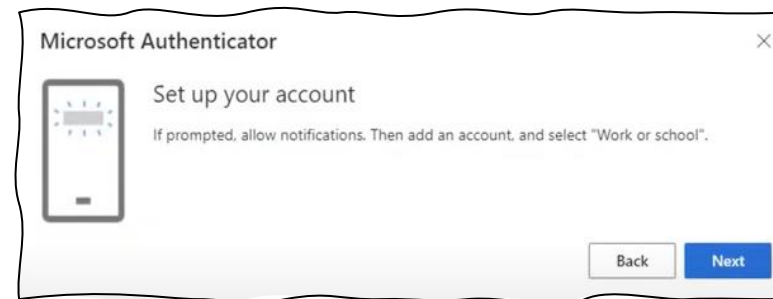 Microsoft Authenticator
Set up your account
If prompted, allow notifications. Then add an account, and select "Work or school".
Back
Next